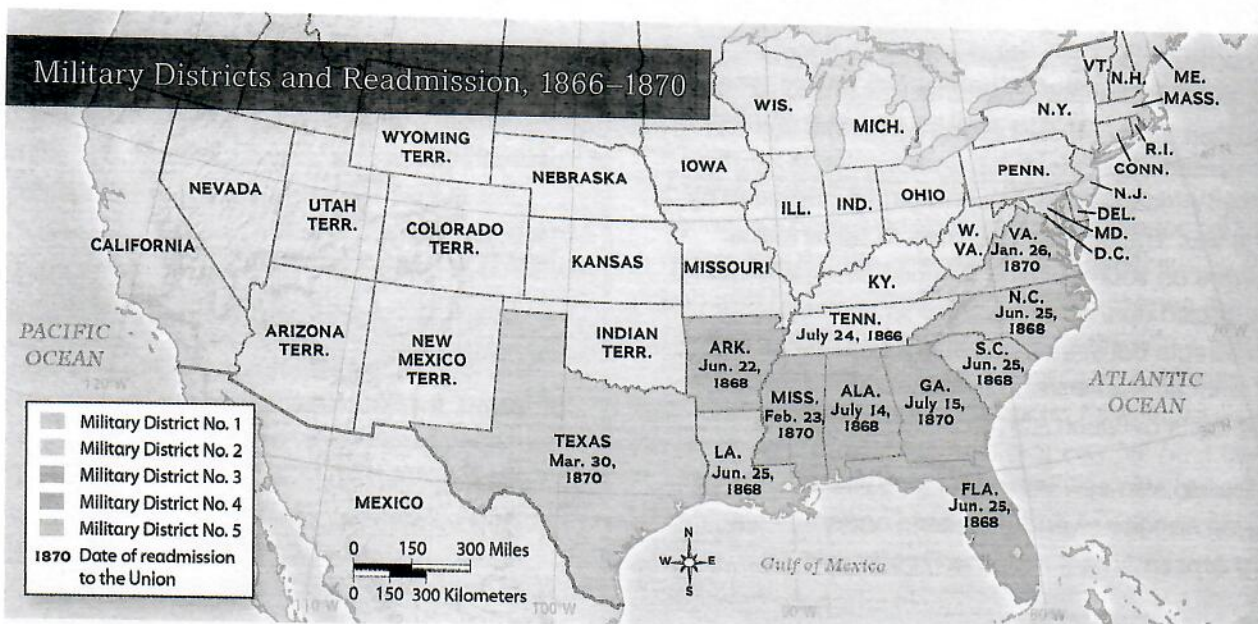 Military Districts and Readmission, 1866–1870
VT.
N.H.
ME.
MASS.
WIS.
N.Y.
MICH.
WYOMING
TERR.
R.I.
CONN.
IOWA
PENN.
NEBRASKA
NEVADA
N.J.
OHIO
UTAH
TERR.
ILL.
IND.
DEL.
MD.
D.C.
COLORADO
TERR.
W.
VA.
VA.
Jan. 26,
1870
CALIFORNIA
KANSAS
MISSOURI
KY.
N.C.
Jun. 25,
1868
PACIFIC
OCEAN
ARIZONA
TERR.
NEW
MEXICO
TERR.
INDIAN
TERR.
TENN.
July 24, 1866
ARK.
Jun. 22,
1868
S.C.
Jun. 25,
1868
ATLANTIC
OCEAN
120°W
MISS.
Feb. 23,
1870
ALA.
July 14,
1868
GA.
July 15,
1870
Military District No. 1
Military District No. 2
Military District No. 3
Military District No. 4
Military District No. 5
1870 Date of readmission
to the Union
TEXAS
Mar. 30,
1870
LA.
Jun. 25,
1868
FLA.
Jun. 25,
1868
MEXICO
0 150 300 Miles
0 150 300 Kilometers
N
W E
S
Gulf of Mexico
110°W
100°W
90°W
80°W